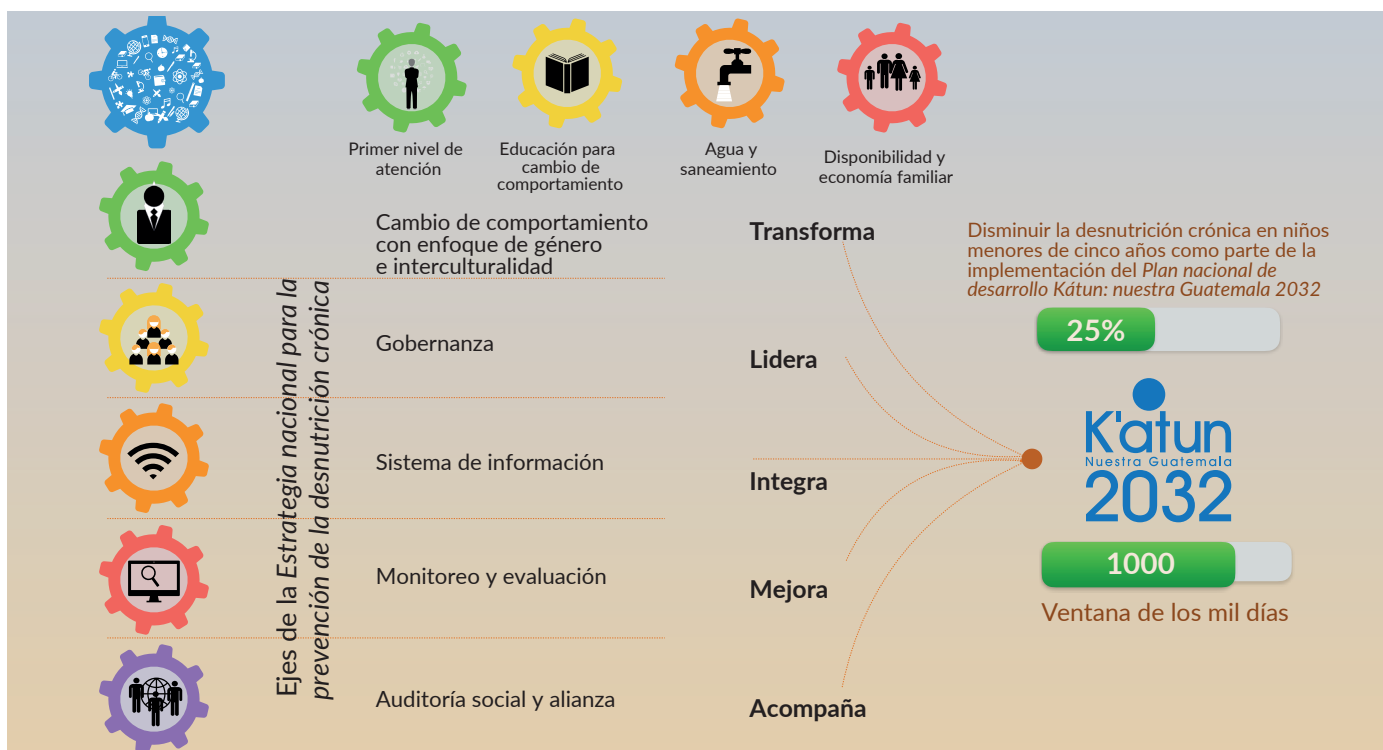 Primer nivel de
atención
Educación para
cambio de
comportamiento
Agua y
saneamiento
Disponibilidad y
economía familiar
Ejes de la Estrategia nacional para la
prevención de la desnutrición crónica
Cambio de comportamiento
con enfoque de género
e interculturalidad
Gobernanza
Sistema de información
Monitoreo y evaluación
Auditoría social y alianza
Transforma
Lidera
Integra
Mejora
Acompaña
Disminuir la desnutrición crónica en niños
menores de cinco años como parte de la
implementación del Plan nacional de
desarrollo Kátun: nuestra Guatemala 2032
25%
K'atun
Nuestra Guatemala
2032
1000
Ventana de los mil días